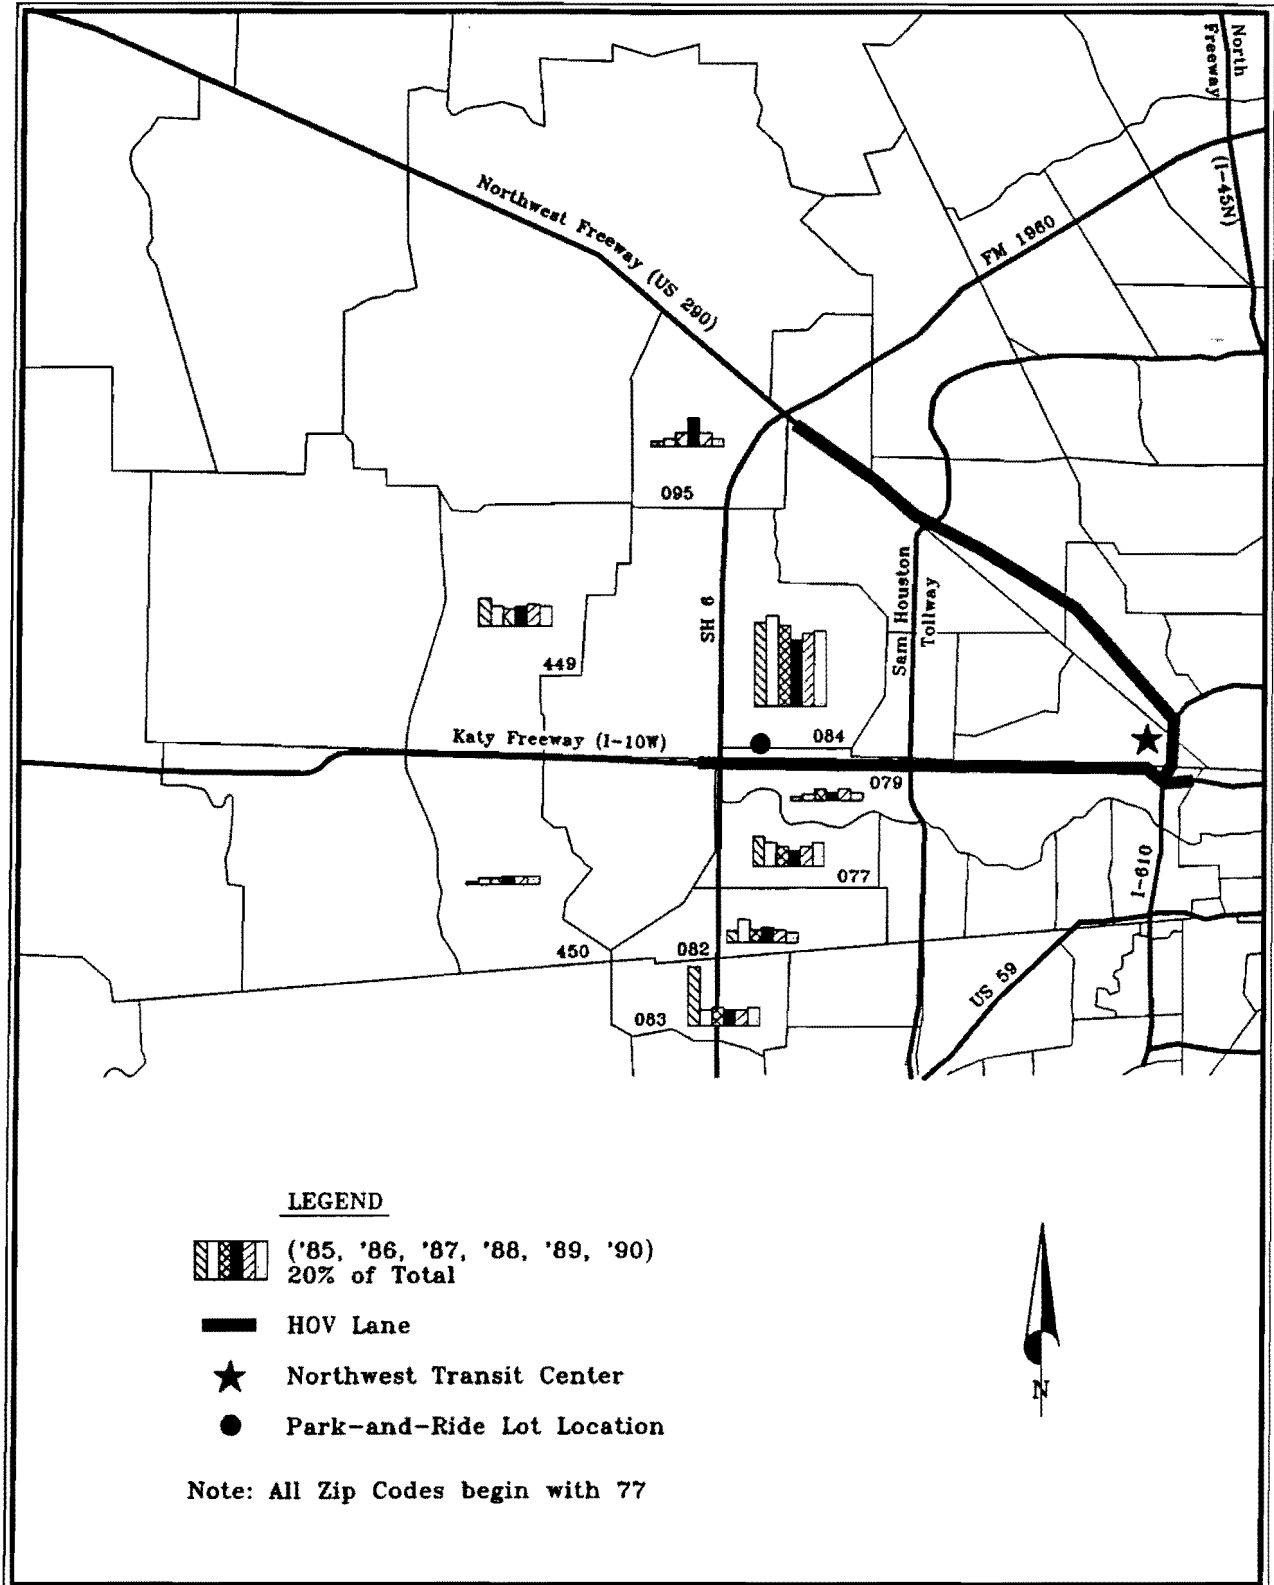 North
Freeway
(I-45N)
Northwest Freeway (US 290)
FM 1960
095
SH 6
Sam Houston
Tollway
449
Katy Freeway (I-10W)
084
079
077
I-610
450
082
US 59
083
LEGEND
('85, '86, '87, '88, '89, '90)
20% of Total
HOV Lane
Northwest Transit Center
Park-and-Ride Lot Location
N
Note: All Zip Codes begin with 77